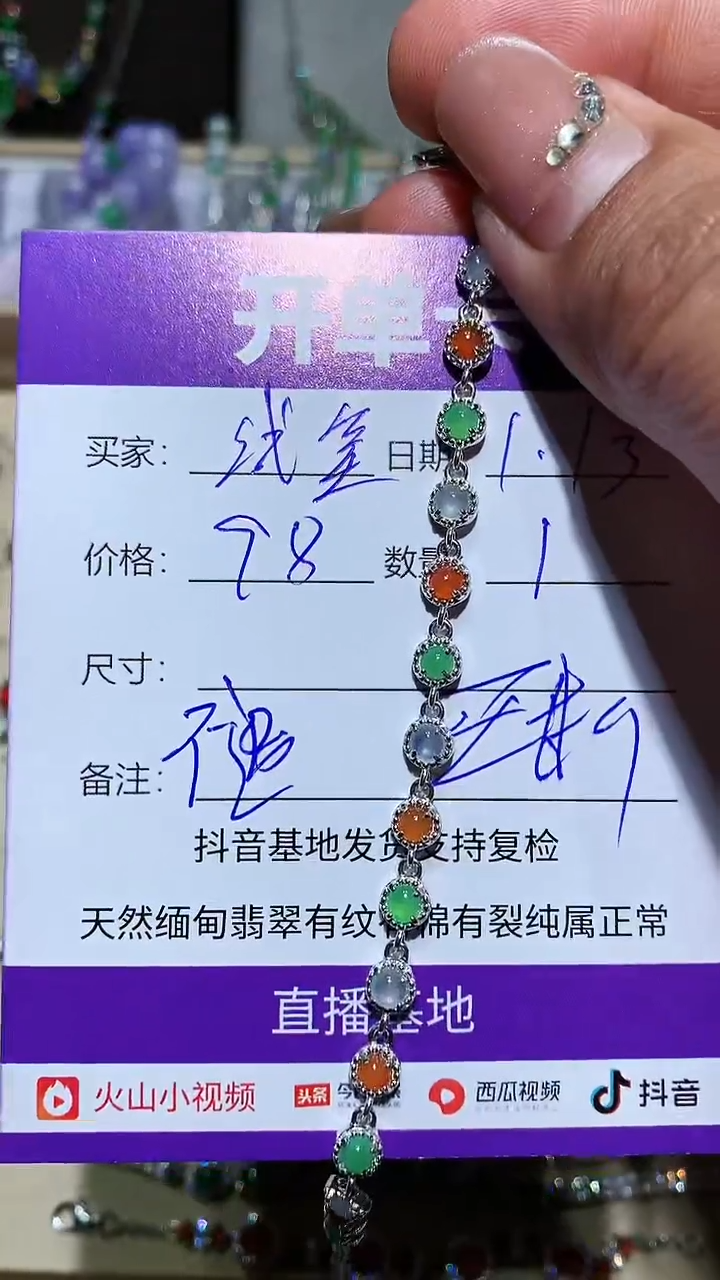 开单
买家： 日期 1.13
价格：98 数量 1
尺寸：
备注：
抖音基地发货支持复检
天然缅甸翡翠有纹有棉有裂纯属正常
直播基地
火山小视频 头条 西瓜视频 抖音